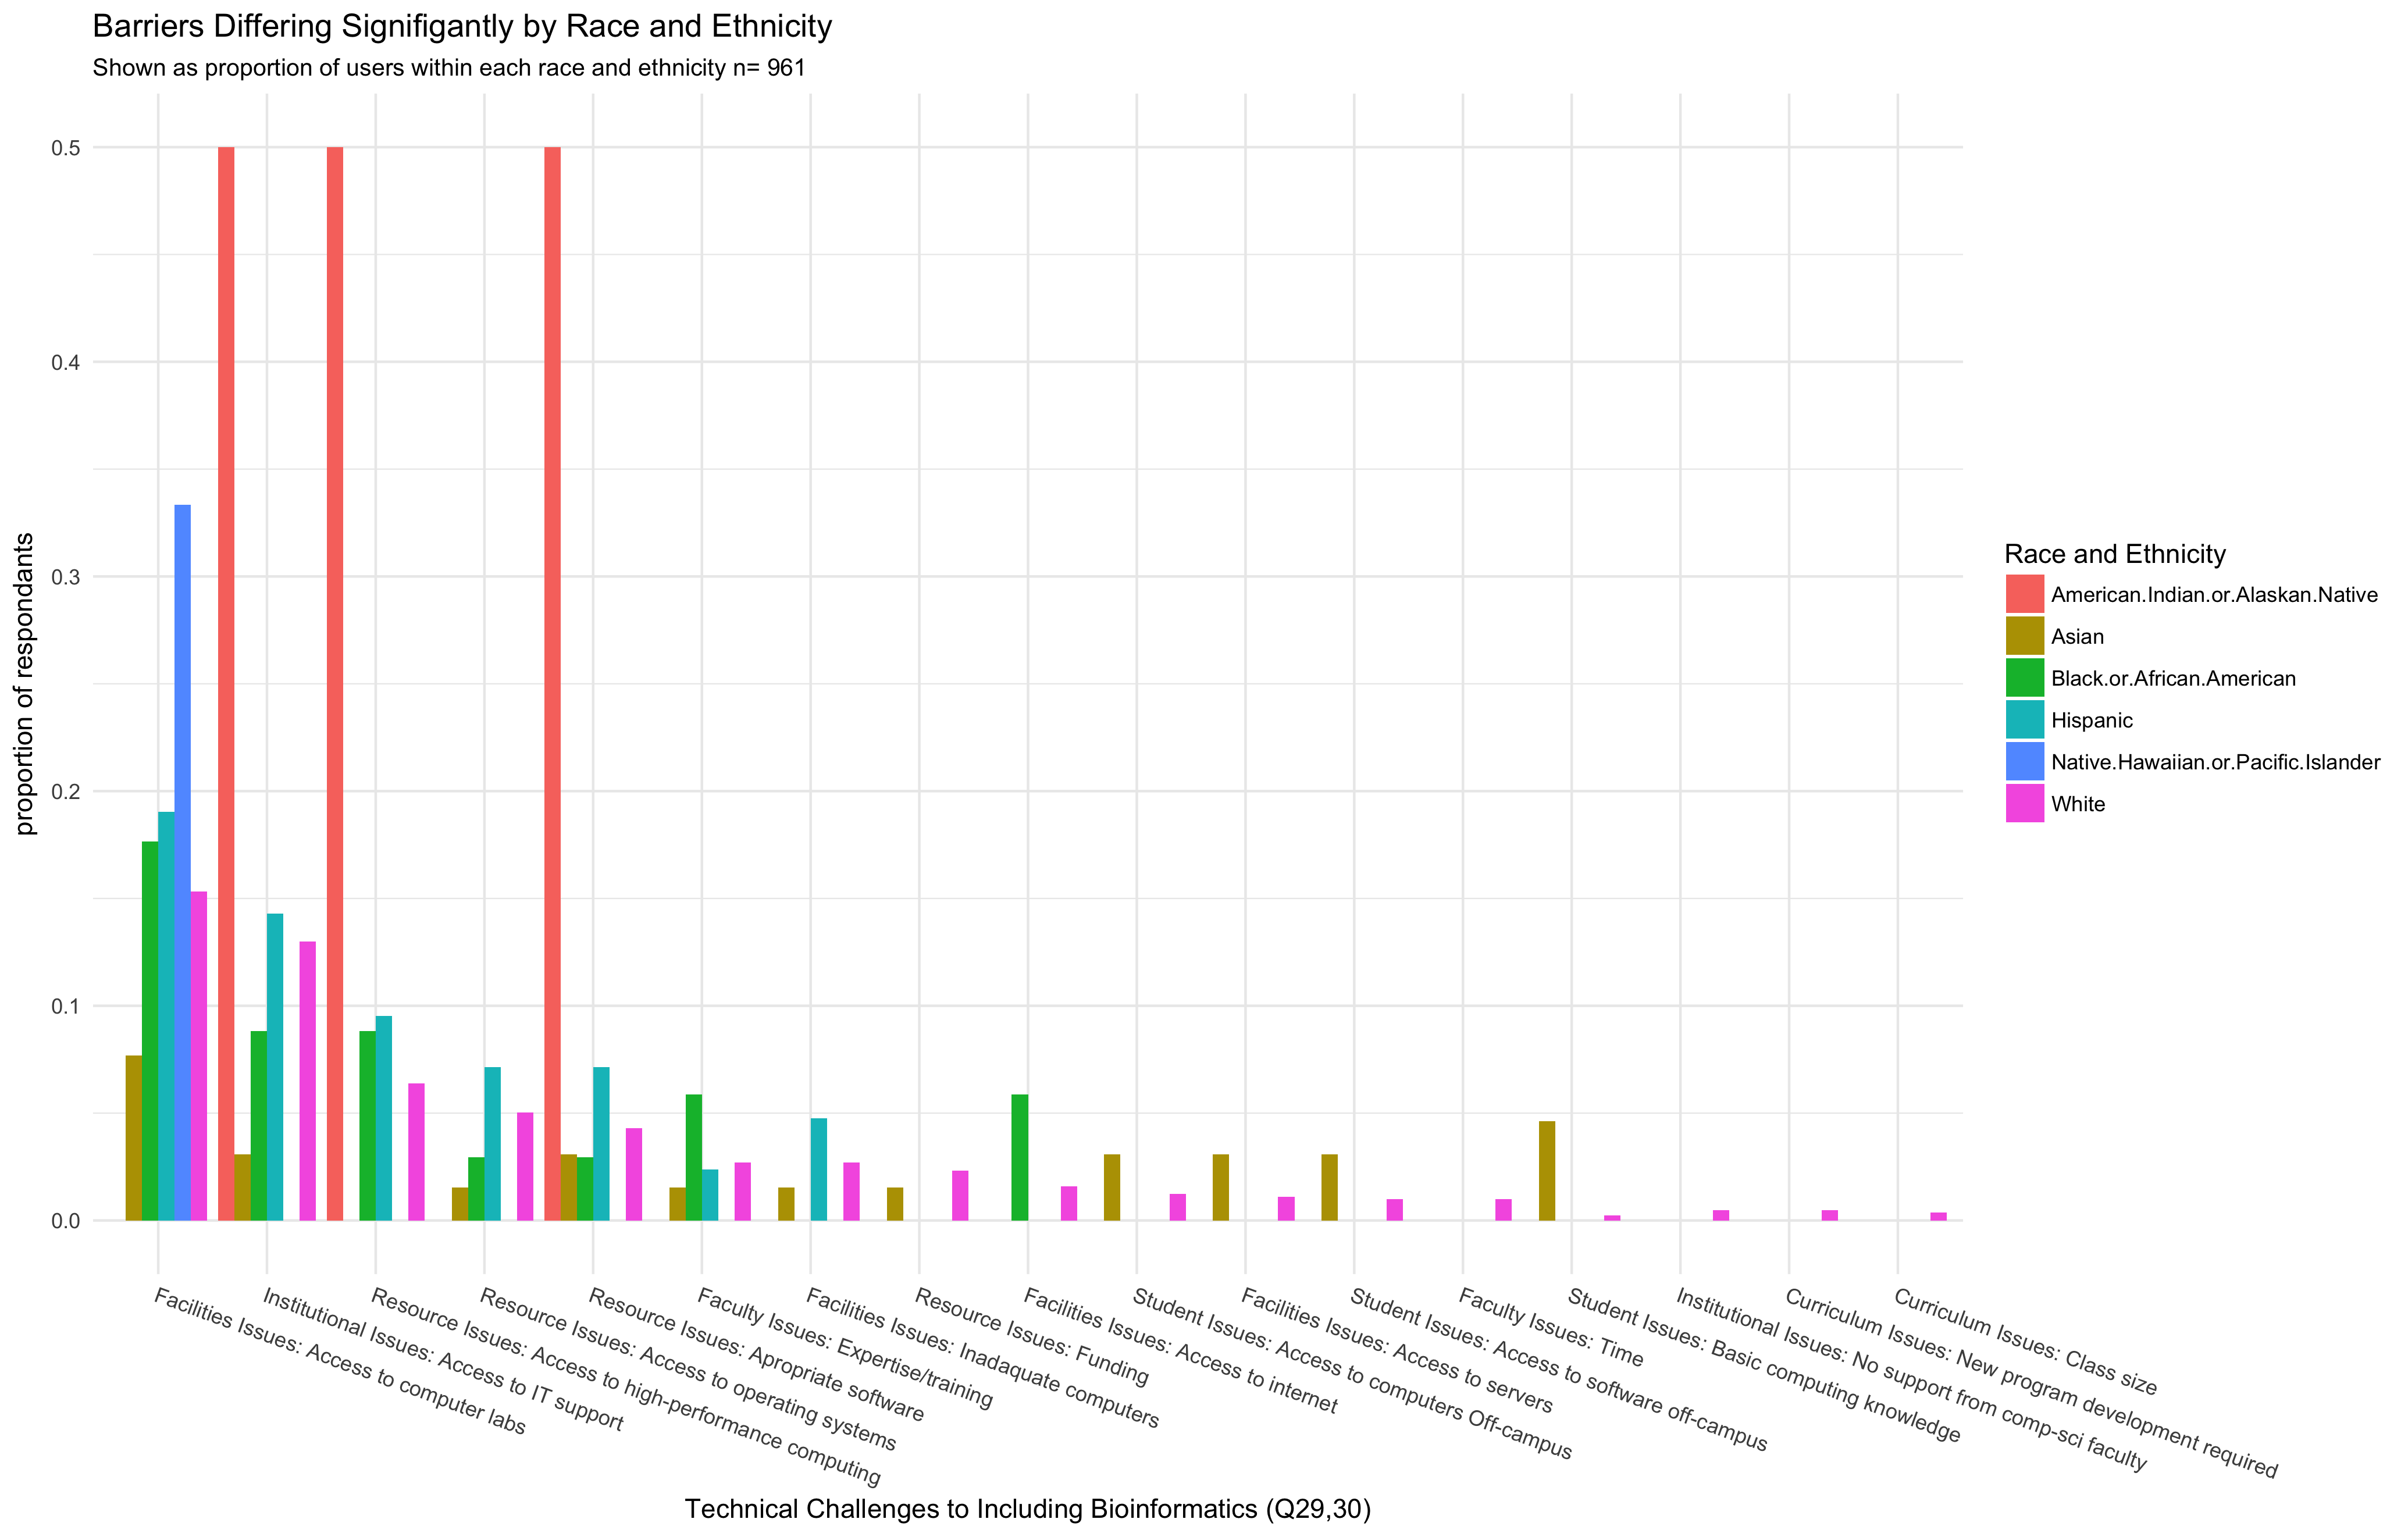 Barriers Differing Signifigantly by Race and Ethnicity
Shown as proportion of users within each race and ethnicity n= 961
proportion of respondants
0.5
0.4
0.3
0.2
0.1
0.0
Facilities Issues: Access to computer labs
Institutional Issues: Access to IT support
Resource Issues: Access to high-performance computing
Resource Issues: Access to operating systems
Resource Issues: Apropriate software
Faculty Issues: Expertise/training
Facilities Issues: Inadaquate computers
Resource Issues: Funding
Facilities Issues: Access to internet
Student Issues: Access to computers Off-campus
Facilities Issues: Access to servers
Student Issues: Access to software off-campus
Faculty Issues: Time
Student Issues: Basic computing knowledge
Institutional Issues: No support from comp-sci faculty
Curriculum Issues: New program development required
Curriculum Issues: Class size
Technical Challenges to Including Bioinformatics (Q29,30)
Race and Ethnicity
American.Indian.or.Alaskan.Native
Asian
Black.or.African.American
Hispanic
Native.Hawaiian.or.Pacific.Islander
White